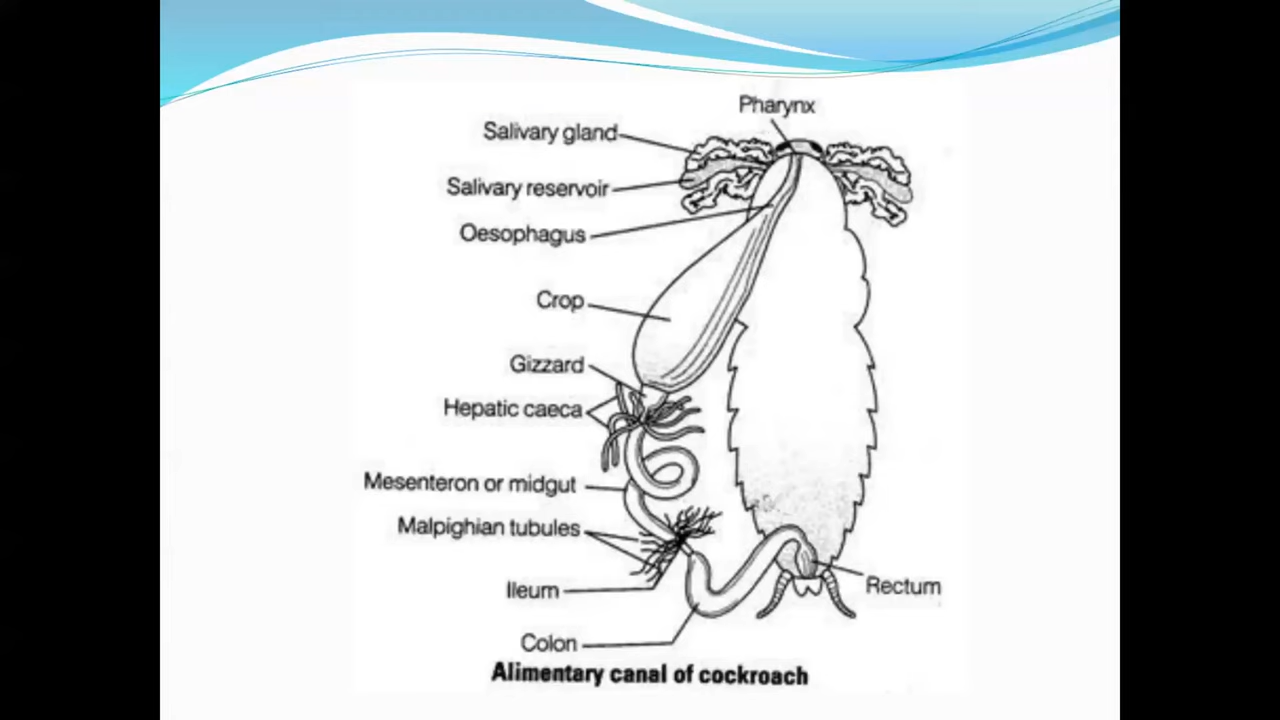 Pharynx
Salivary gland
Salivary reservoir
Oesophagus
Crop
Gizzard
Hepatic caeca
Mesenteron or midgut
Malpighian tubules
Ileum
Rectum
Colon
Alimentary canal of cockroach